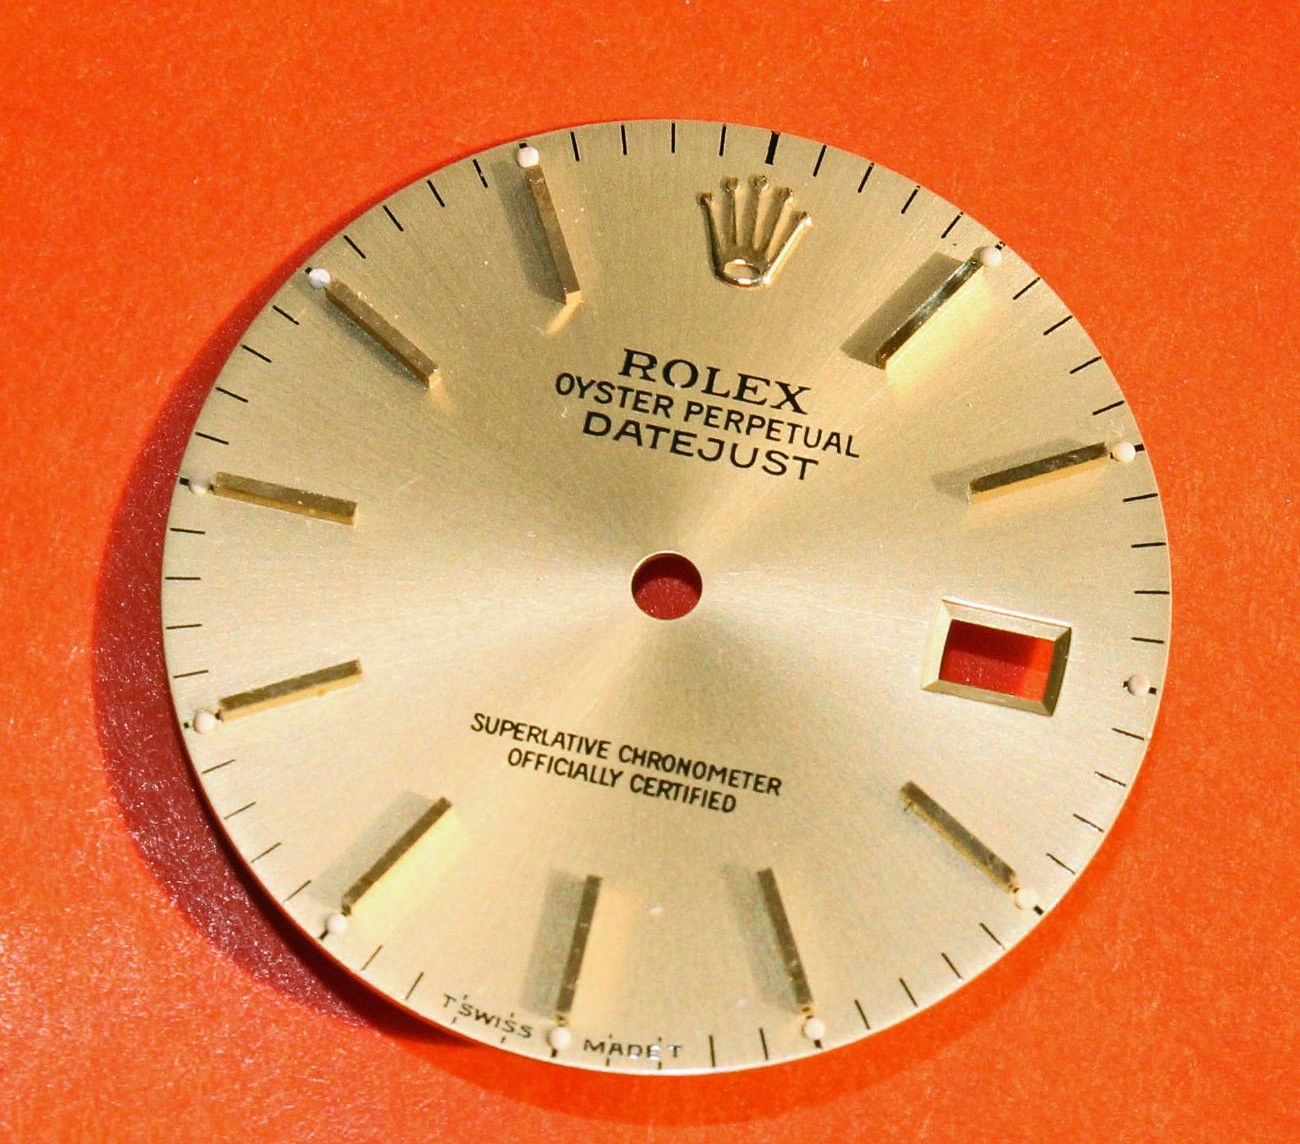 ROLEX
OYSTER PERPETUAL
DATEJUST
SUPERLATIVE CHRONOMETER
OFFICIALLY CERTIFIED
T SWISS MADE T